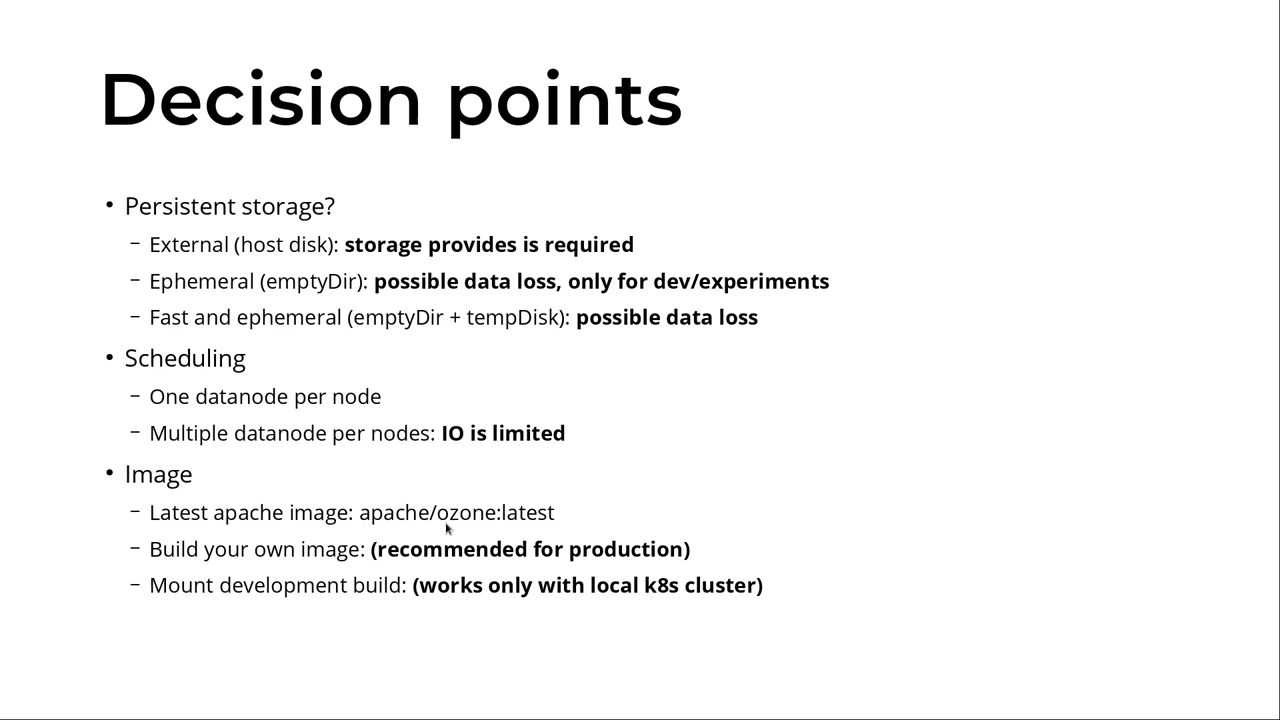 Decision points
• Persistent storage?
– External (host disk): storage provides is required
– Ephemeral (emptyDir): possible data loss, only for dev/experiments
– Fast and ephemeral (emptyDir + tempDisk): possible data loss
• Scheduling
– One datanode per node
– Multiple datanode per nodes: IO is limited
• Image
– Latest apache image: apache/ozone:latest
– Build your own image: (recommended for production)
– Mount development build: (works only with local k8s cluster)